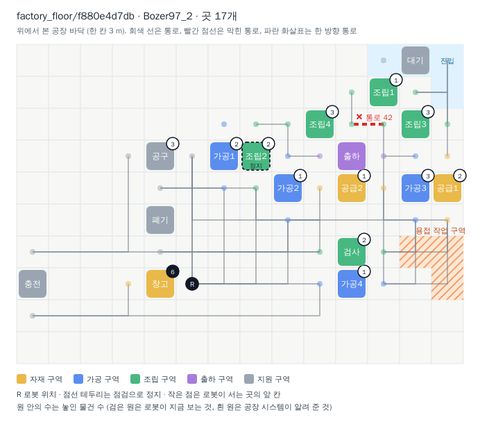 factory_floor/f880e4d7db · Bozer97_2 · 곳 17개
위에서 본 공장 바닥 (한 칸 3 m). 회색 선은 통로, 빨간 점선은 막힌 통로, 파란 화살표는 한 방향 통로
대기
진입
조립1
1
3
조립4
✕ 통로 42
3
조립3
3
공구
2
가공1
2
조립2
정지
출하
1
가공2
1
공급2
3
가공3
2
공급1
폐기
용접 작업 구역
2
검사
충전
6
창고
R
1
가공4
자재 구역
가공 구역
조립 구역
출하 구역
지원 구역
R 로봇 위치 · 점선 테두리는 점검으로 정지 · 작은 점은 로봇이 서는 곳의 앞 칸
원 안의 수는 놓인 물건 수 (검은 원은 로봇이 지금 보는 것, 흰 원은 공장 시스템이 알려 준 것)